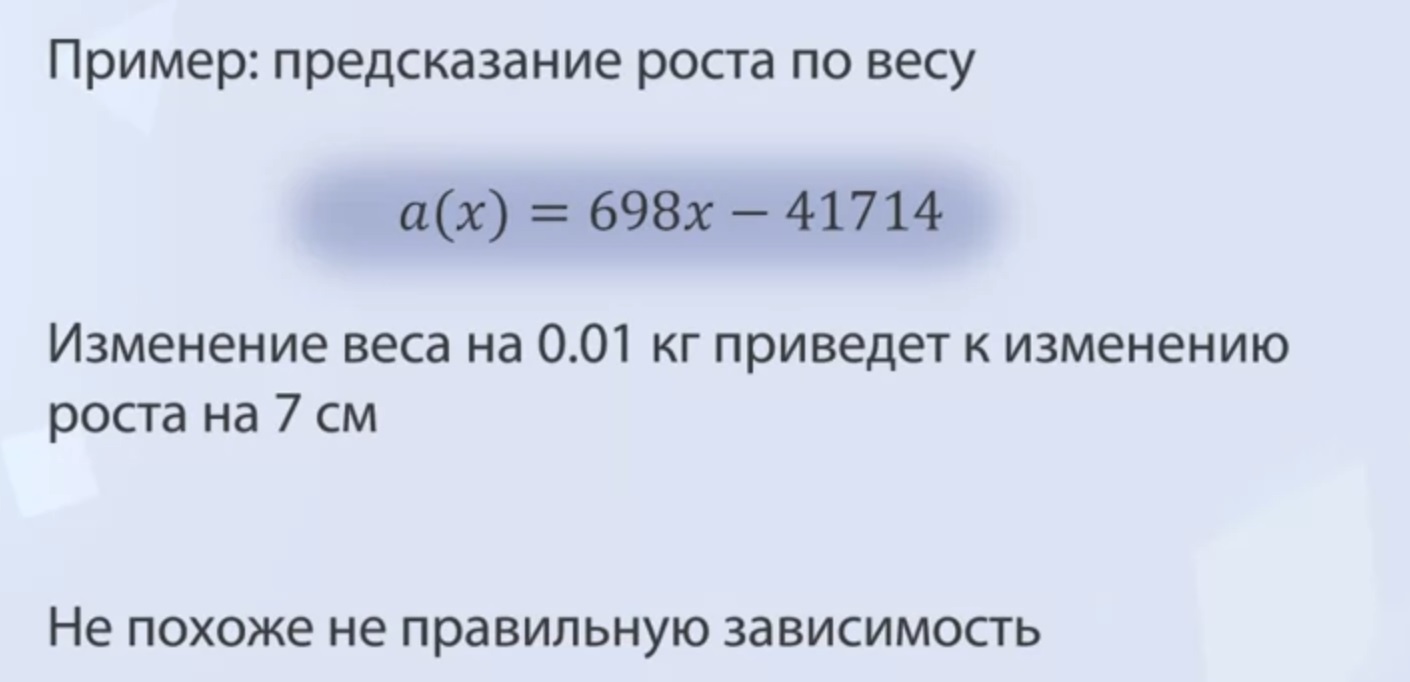 Пример: предсказание роста по весу
a(x) = 698x − 41714
Изменение веса на 0.01 кг приведет к изменению
роста на 7 см
Не похоже не правильную зависимость